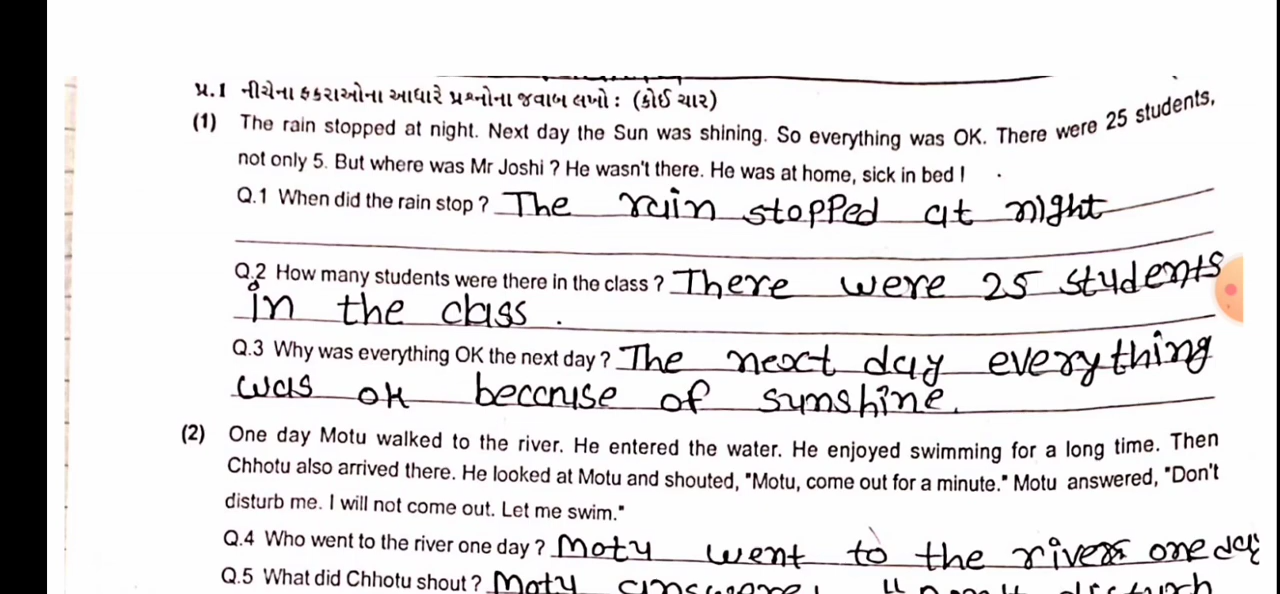 પ્ર.1 નીચેના ફકરાઓના આધારે પ્રશ્નોના જવાબ લખો : (કોઈ ચાર)
(1) The rain stopped at night. Next day the Sun was shining. So everything was OK. There were 25 students,
not only 5. But where was Mr Joshi ? He wasn't there. He was at home, sick in bed !
Q.1 When did the rain stop ? The rain stopped at night
Q.2 How many students were there in the class ? There were 25 students
in the class .
Q.3 Why was everything OK the next day ? The next day everything
was ok because of sunshine.
(2) One day Motu walked to the river. He entered the water. He enjoyed swimming for a long time. Then
Chhotu also arrived there. He looked at Motu and shouted, "Motu, come out for a minute." Motu answered, "Don't
disturb me. I will not come out. Let me swim."
Q.4 Who went to the river one day ? Motu went to the river one day
Q.5 What did Chhotu shout ? Motu